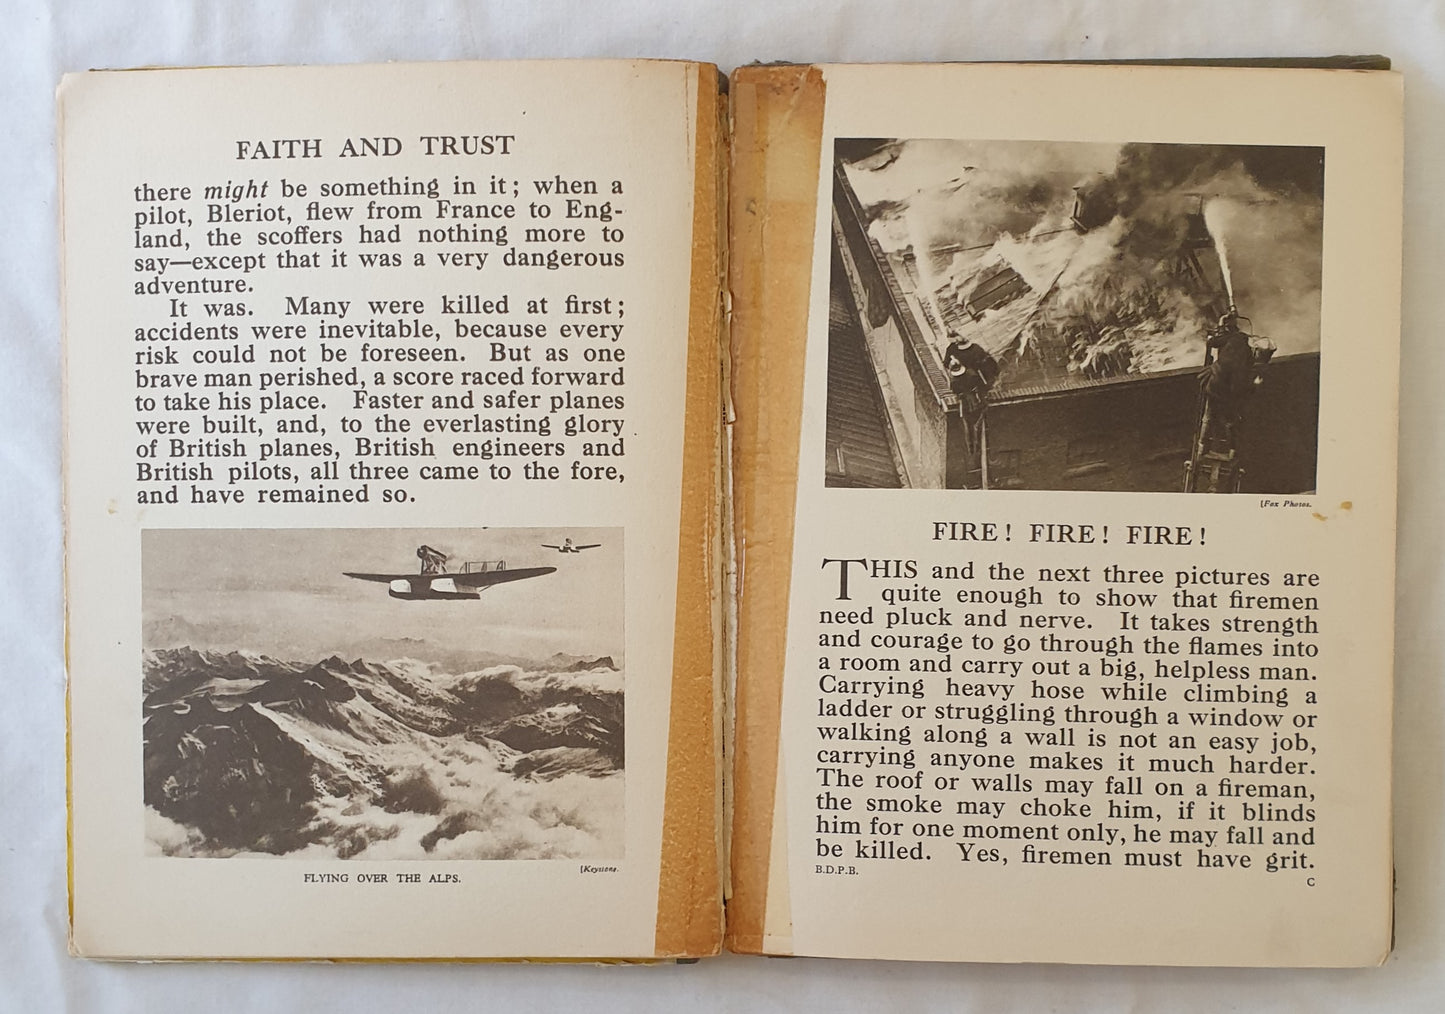 FAITH AND TRUST
there might be something in it; when a
pilot, Bleriot, flew from France to Eng-
land, the scoffers had nothing more to
say—except that it was a very dangerous
adventure.
It was. Many were killed at first;
accidents were inevitable, because every
risk could not be foreseen. But as one
brave man perished, a score raced forward
to take his place. Faster and safer planes
were built, and, to the everlasting glory
of British planes, British engineers and
British pilots, all three came to the fore,
and have remained so.
[Keystone.
FLYING OVER THE ALPS.
[Fox Photos.
FIRE! FIRE! FIRE!
THIS and the next three pictures are
quite enough to show that firemen
need pluck and nerve. It takes strength
and courage to go through the flames into
a room and carry out a big, helpless man.
Carrying heavy hose while climbing a
ladder or struggling through a window or
walking along a wall is not an easy job,
carrying anyone makes it much harder.
The roof or walls may fall on a fireman,
the smoke may choke him, if it blinds
him for one moment only, he may fall and
be killed. Yes, firemen must have grit.
B.D.P.B.
C